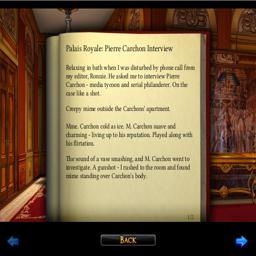 Palais Royale: Pierre Carchon Interview
Relaxing in bath when I was disturbed by phone call from
my editor, Ronnie. He asked me to interview Pierre
Carchon - media tycoon and serial philanderer. On the
case like a shot.
Creepy mime outside the Carchons' apartment.
Mme. Carchon cold as ice. M. Carchon suave and
charming - living up to his reputation. Played along with
his flirtation.
The sound of a vase smashing, and M. Carchon went to
investigate. A gunshot - I rushed to the room and found
mime standing over Carchon's body.
1/2
BACK